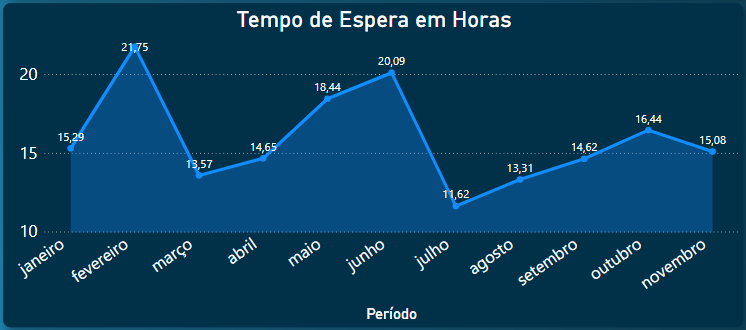 Tempo de Espera em Horas
21,75
20,09
20
18,44
16,44
15,29
15,08
14,65
14,62
15
13,57
13,31
11,62
10
janeiro
fevereiro
março
abril
maio
junho
julho
agosto
setembro
outubro
novembro
Período